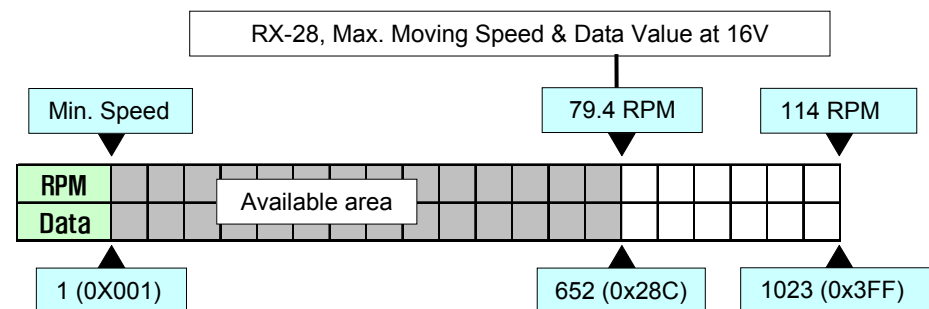 RX-28, Max. Moving Speed & Data Value at 16V
Min. Speed
79.4 RPM
114 RPM
RPM
Available area
Data
1 (0X001)
652 (0x28C)
1023 (0x3FF)